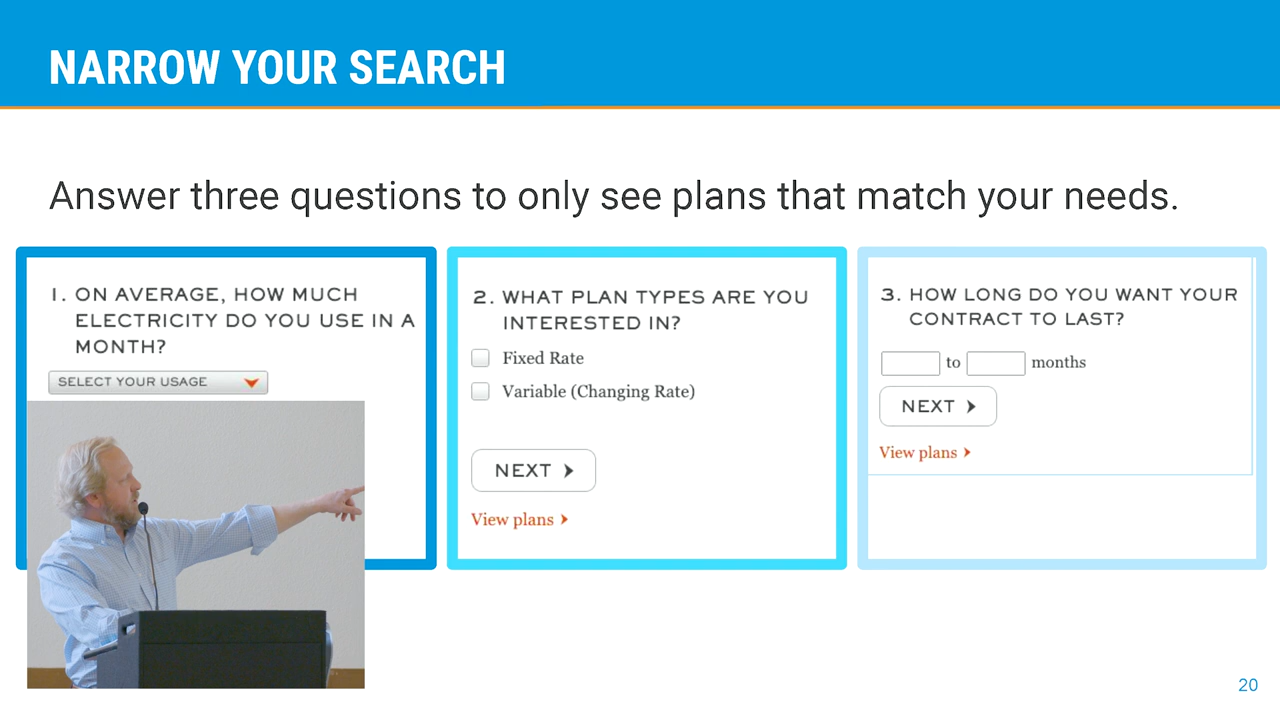 NARROW YOUR SEARCH
Answer three questions to only see plans that match your needs.
1. ON AVERAGE, HOW MUCH
ELECTRICITY DO YOU USE IN A
MONTH?
SELECT YOUR USAGE
2. WHAT PLAN TYPES ARE YOU
INTERESTED IN?
Fixed Rate
Variable (Changing Rate)
NEXT
View plans
3. HOW LONG DO YOU WANT YOUR
CONTRACT TO LAST?
to months
NEXT
View plans
20